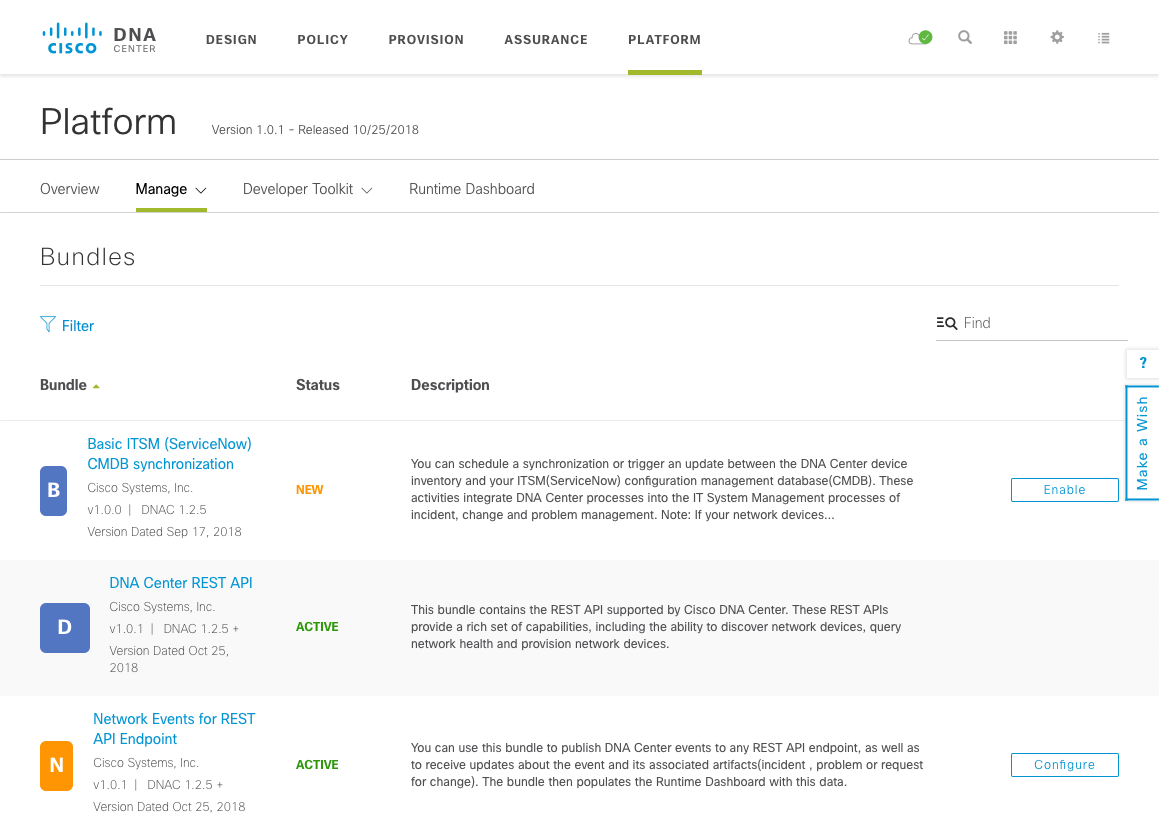 CISCO DNA CENTER
DESIGN POLICY PROVISION ASSURANCE PLATFORM
Platform Version 1.0.1 - Released 10/25/2018
Overview Manage Developer Toolkit Runtime Dashboard
Bundles
Filter
Find
?
Make a Wish
Bundle Status Description
B
Basic ITSM (ServiceNow)
CMDB synchronization
Cisco Systems, Inc.
v1.0.0 | DNAC 1.2.5
Version Dated Sep 17, 2018
NEW
You can schedule a synchronization or trigger an update between the DNA Center device
inventory and your ITSM(ServiceNow) configuration management database(CMDB). These
activities integrate DNA Center processes into the IT System Management processes of
incident, change and problem management. Note: If your network devices...
Enable
D
DNA Center REST API
Cisco Systems, Inc.
v1.0.1 | DNAC 1.2.5 +
Version Dated Oct 25,
2018
ACTIVE
This bundle contains the REST API supported by Cisco DNA Center. These REST APIs
provide a rich set of capabilities, including the ability to discover network devices, query
network health and provision network devices.
N
Network Events for REST
API Endpoint
Cisco Systems, Inc.
v1.0.1 | DNAC 1.2.5 +
Version Dated Oct 25, 2018
ACTIVE
You can use this bundle to publish DNA Center events to any REST API endpoint, as well as
to receive updates about the event and its associated artifacts(incident , problem or request
for change). The bundle then populates the Runtime Dashboard with this data.
Configure